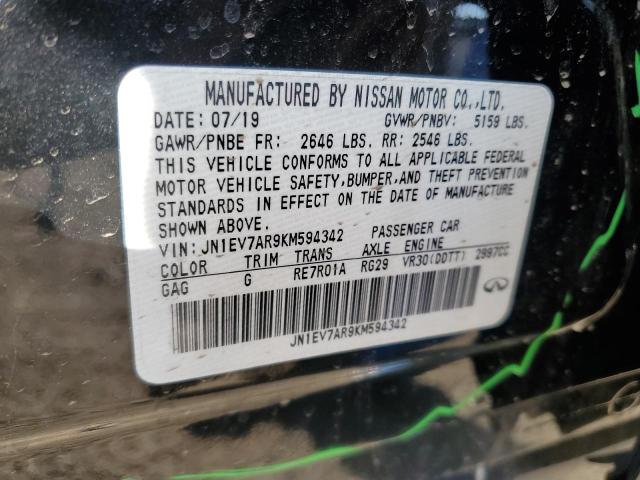 MANUFACTURED BY NISSAN MOTOR CO.,LTD.
DATE: 07/19 GVWR/PNBV: 5159 LBS.
GAWR/PNBE FR: 2646 LBS. RR: 2546 LBS.
THIS VEHICLE CONFORMS TO ALL APPLICABLE FEDERAL
MOTOR VEHICLE SAFETY,BUMPER,AND THEFT PREVENTION
STANDARDS IN EFFECT ON THE DATE OF MANUFACTURE
SHOWN ABOVE.
VIN: JN1EV7AR9KM594342 PASSENGER CAR
COLOR TRIM TRANS AXLE ENGINE
GAG G RE7R01A RG29 VR30(DDTT) 2997CC
JN1EV7AR9KM594342